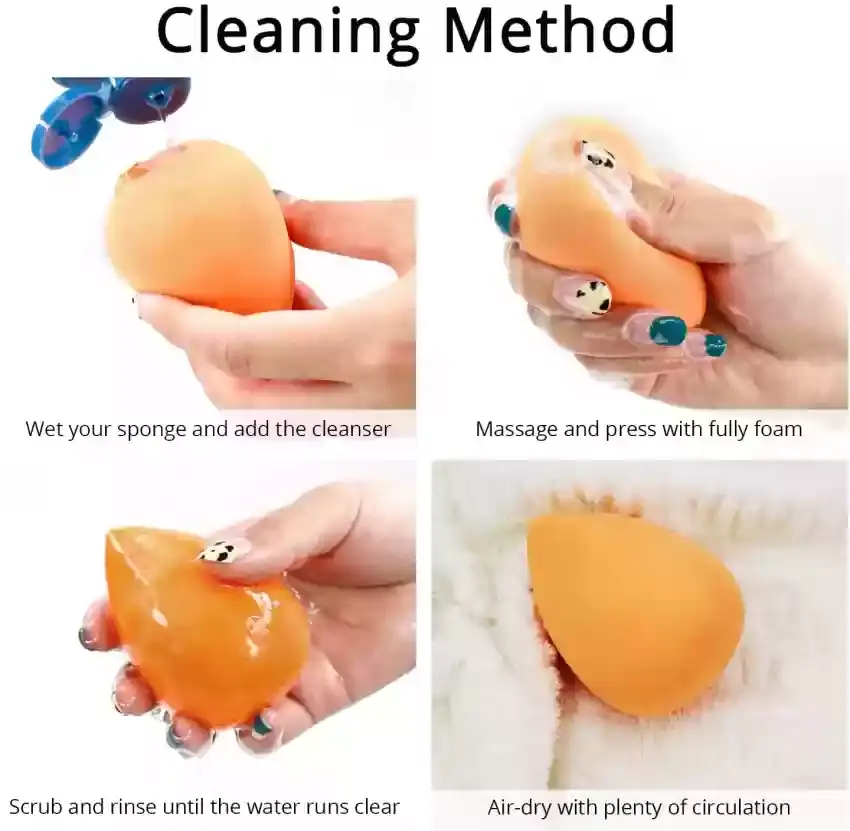 Cleaning Method
Wet your sponge and add the cleanser
Massage and press with fully foam
Scrub and rinse until the water runs clear
Air-dry with plenty of circulation